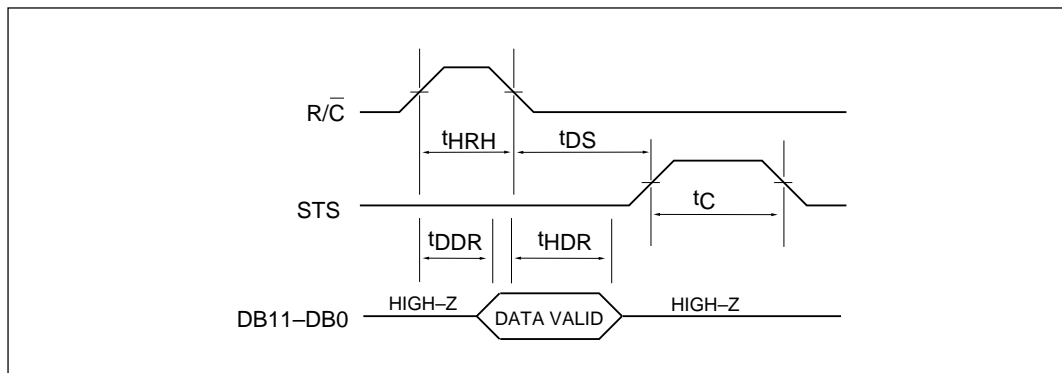 R/C̅
tHRH
tDS
STS
tC
tDDR
tHDR
DB11–DB0
HIGH–Z
DATA VALID
HIGH–Z